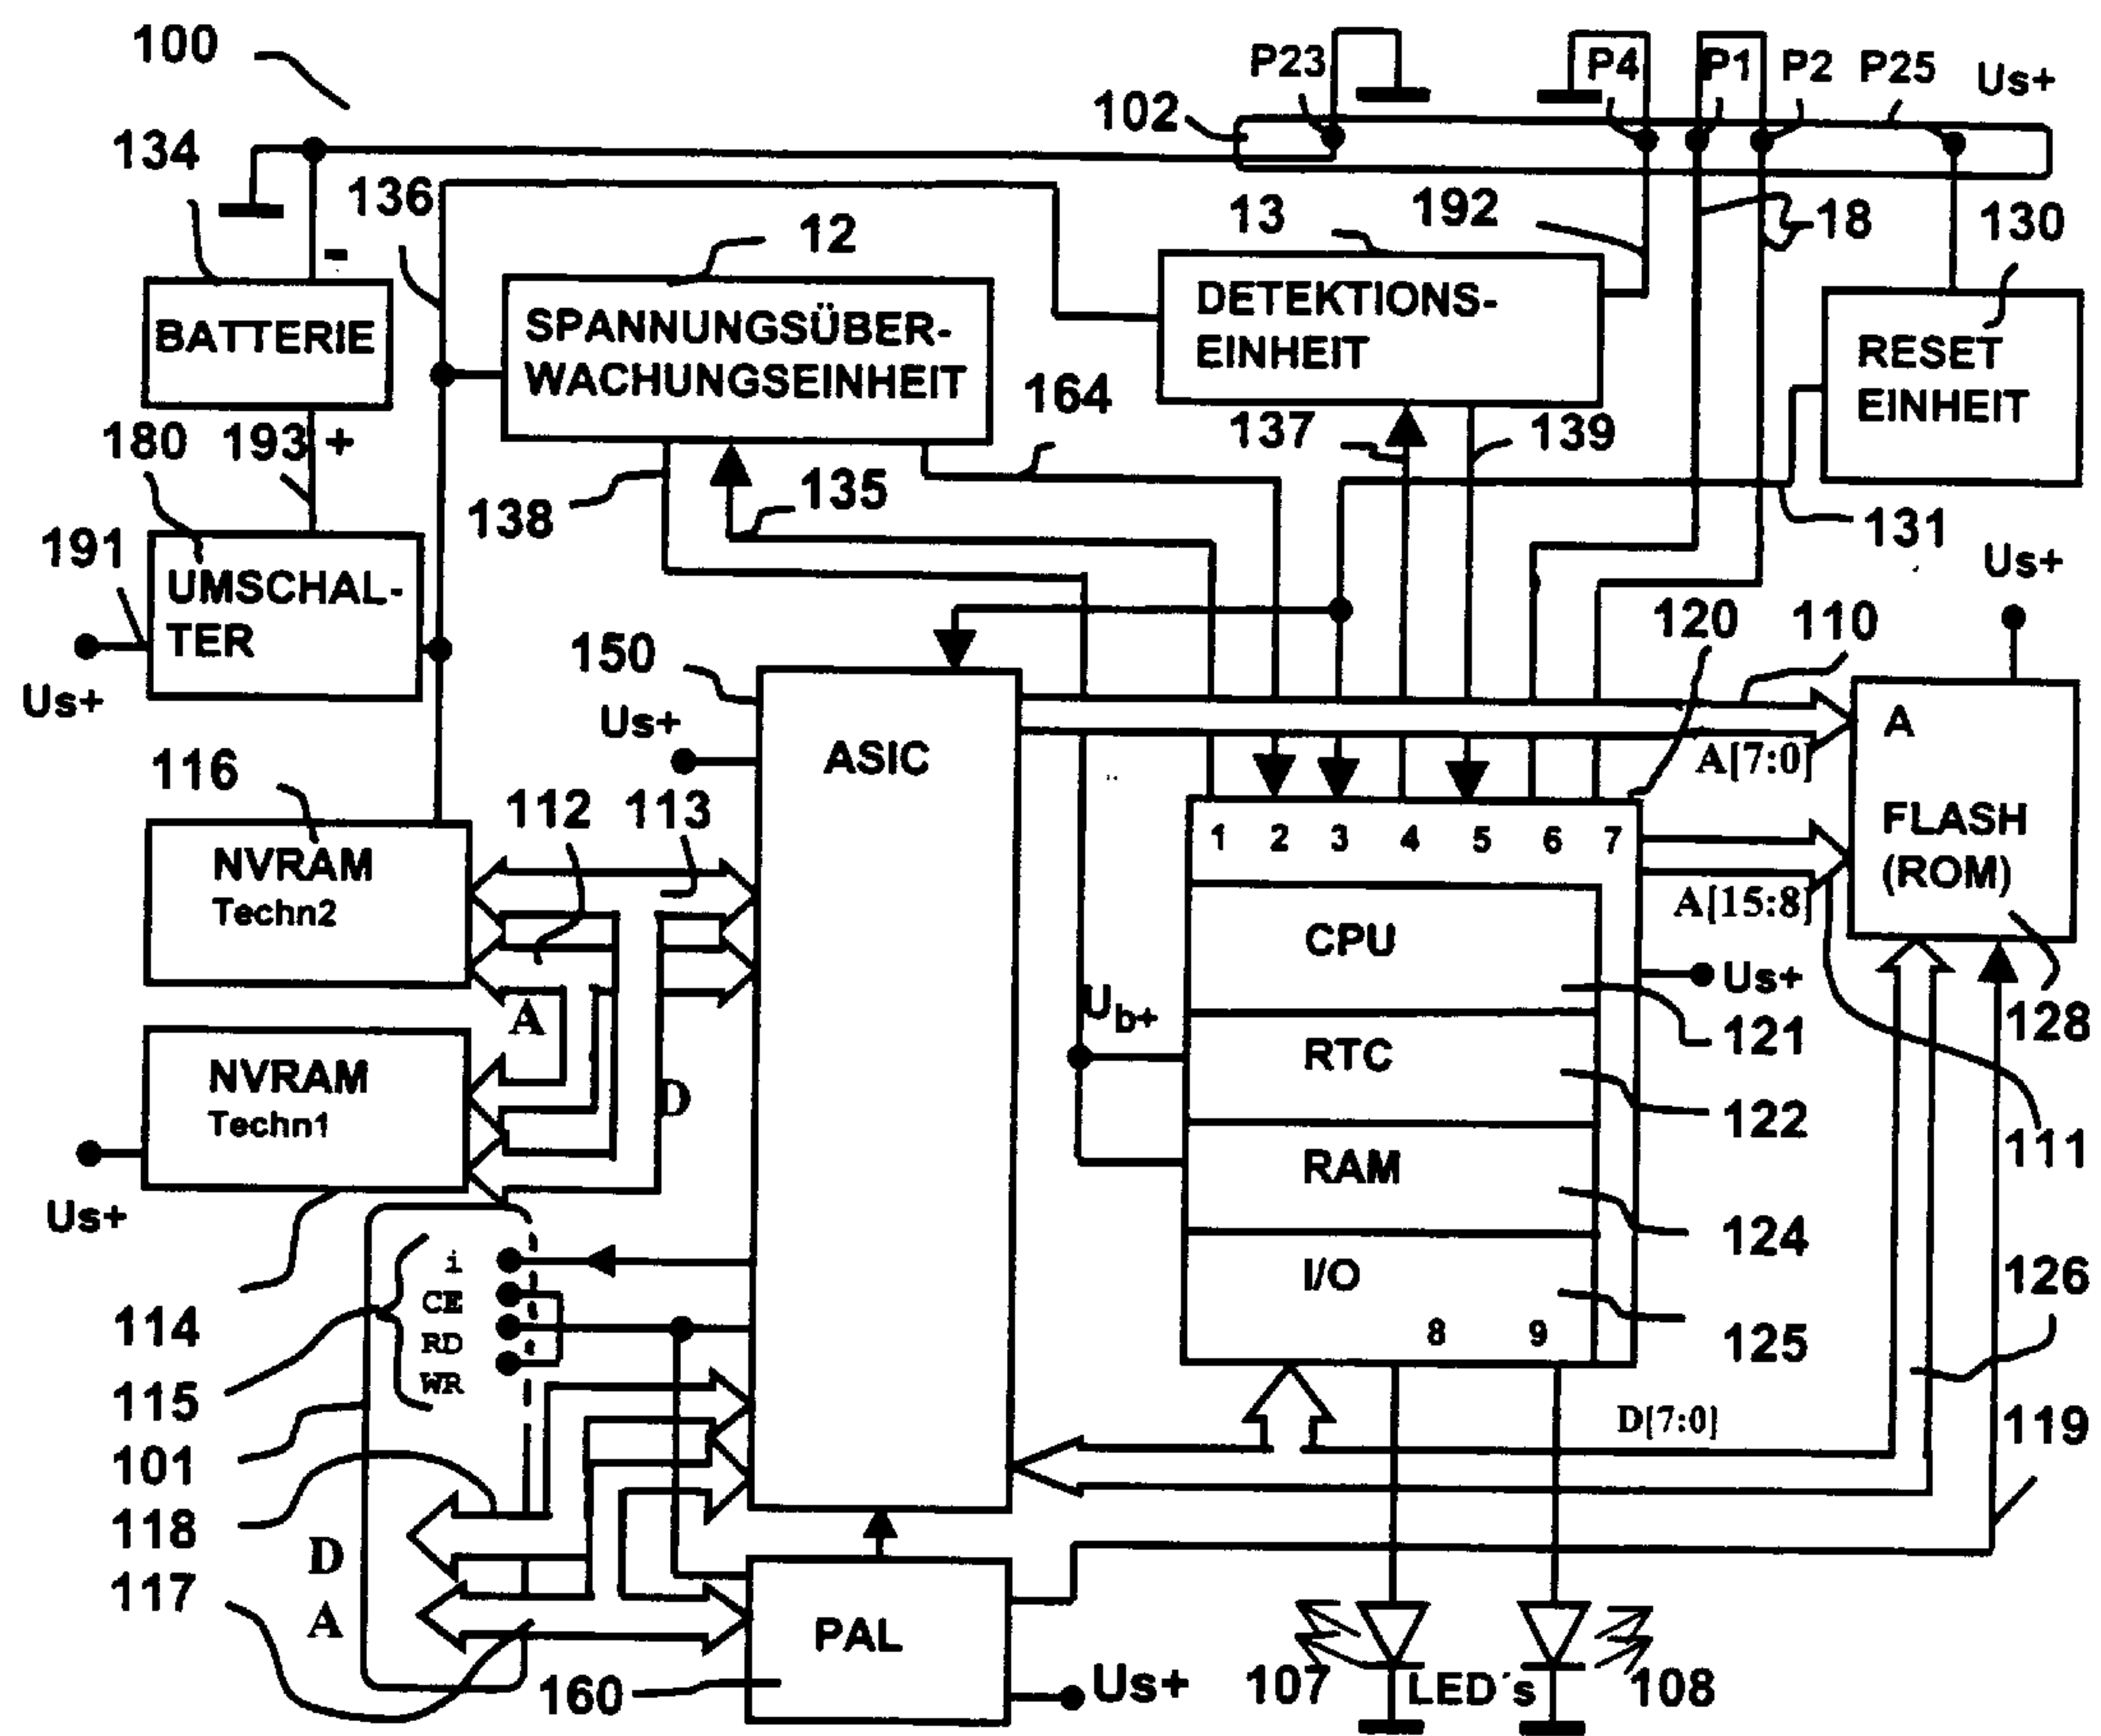 100
P23
P4
P1
P2
P25
Us+
102
134
136
12
13
192
18
130
-
BATTERIE
SPANNUNGSÜBER-
WACHUNGSEINHEIT
DETEKTIONS-
EINHEIT
RESET
EINHEIT
164
137
139
180
193
+
138
135
131
191
UMSCHAL-
TER
Us+
Us+
150
120
110
Us+
ASIC
A
A[7:0]
116
112
113
NVRAM
Techn2
1 2 3 4 5 6 7
FLASH
(ROM)
A[15:8]
CPU
Us+
A
Ub+
121
128
NVRAM
Techn1
D
RTC
122
111
Us+
RAM
124
i
CE
RD
WR
I/O
126
114
8 9
125
115
D[7:0]
119
101
118
D
117
A
PAL
160
Us+
107
LED´s
108